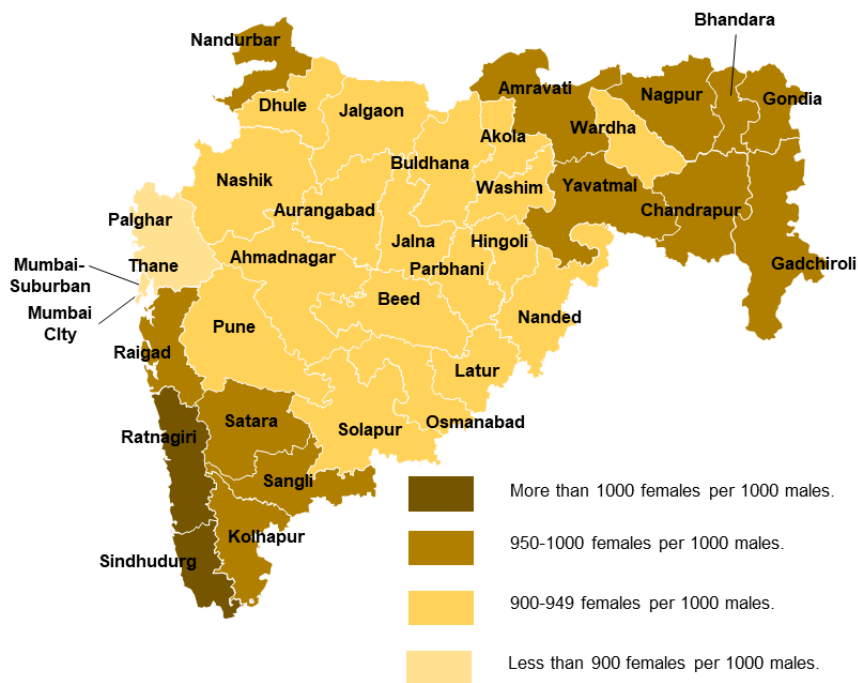 Bhandara
Nandurbar
Amravati
Nagpur
Gondia
Dhule
Jalgaon
Akola
Wardha
Buldhana
Nashik
Washim
Yavatmal
Aurangabad
Chandrapur
Palghar
Jalna
Hingoli
Ahmadnagar
Thane
Parbhani
Gadchiroli
Mumbai-
Suburban
Beed
Mumbai
CIty
Nanded
Pune
Raigad
Latur
Satara
Osmanabad
Ratnagiri
Solapur
Sangli
More than 1000 females per 1000 males.
Kolhapur
950-1000 females per 1000 males.
Sindhudurg
900-949 females per 1000 males.
Less than 900 females per 1000 males.